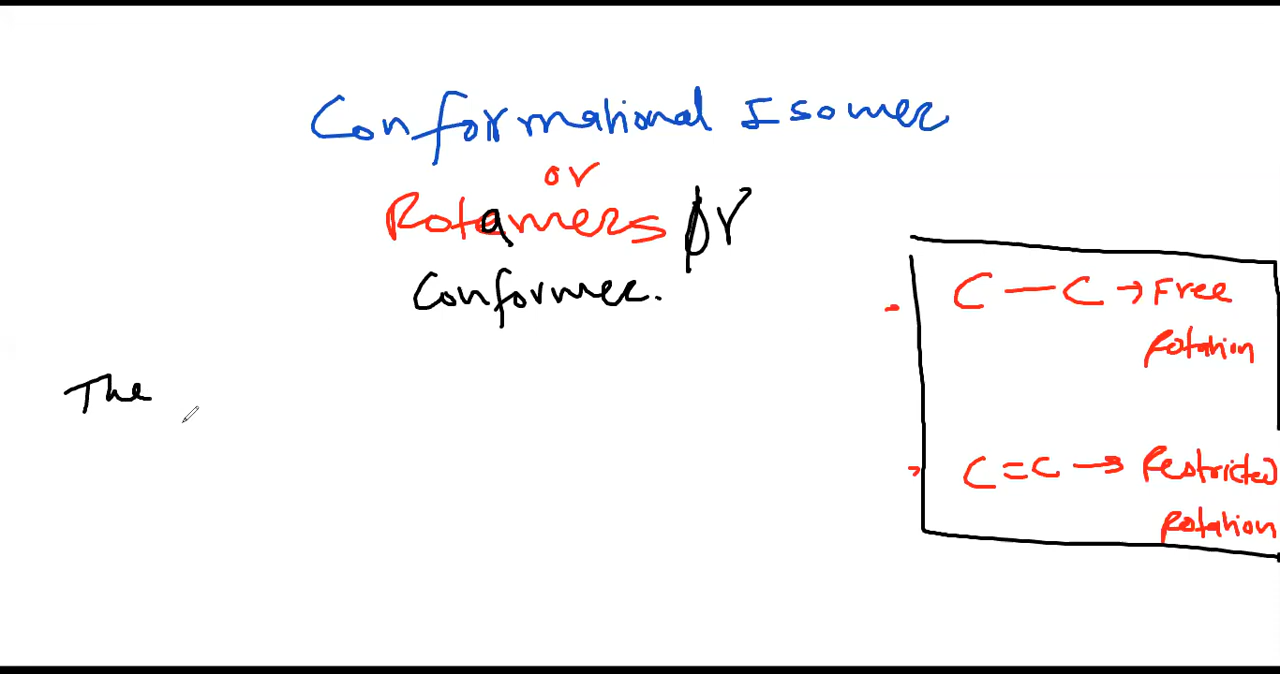 Conformational Isomer
or
Rotamers or
Conformer.
C — C → Free
Rotation
The
C = C → Restricted
Rotation